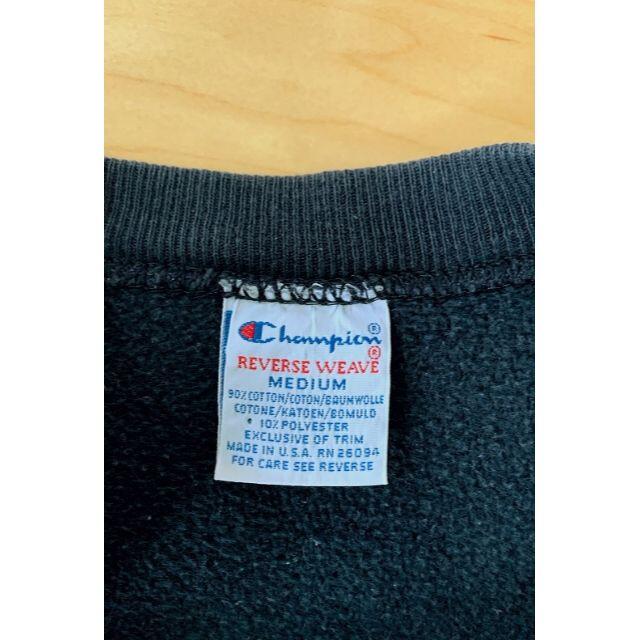 Champion®
REVERSE WEAVE®
MEDIUM
90% COTTON/COTON/BAUMWOLLE
COTONE/KATOEN/BOMULD
10% POLYESTER
EXCLUSIVE OF TRIM
MADE IN U.S.A. RN 26094
FOR CARE SEE REVERSE